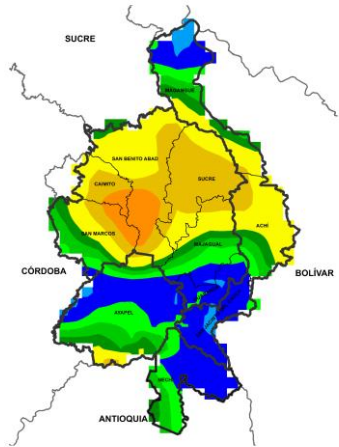 SUCRE
MAGANGUÉ
SAN BENITO ABAD
CAIMITO
SUCRE
SAN MARCOS
ACHÍ
MAJAGUAL
CÓRDOBA
BOLÍVAR
AYAPEL
NECHÍ
ANTIOQUIA